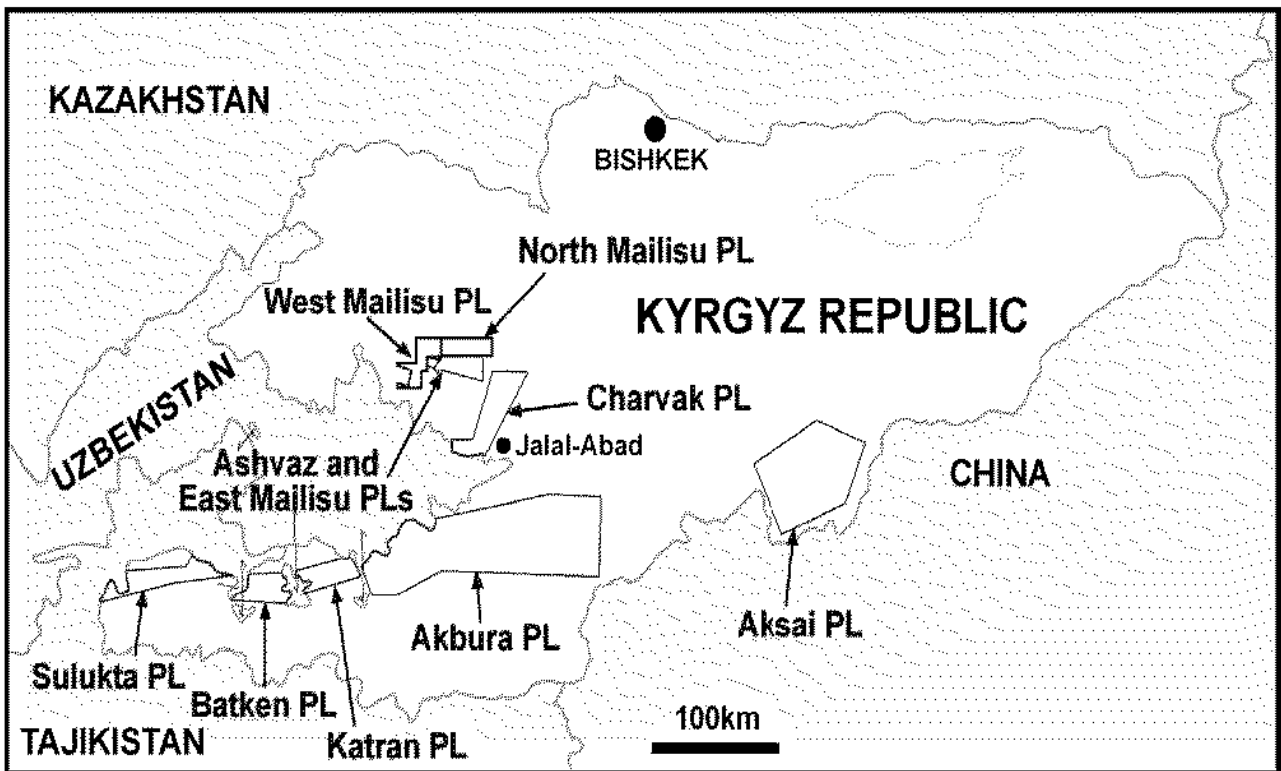 KAZAKHSTAN
BISHKEK
North Mailisu PL
West Mailisu PL
KYRGYZ REPUBLIC
UZBEKISTAN
Charvak PL
Jalal-Abad
Ashvaz and
East Mailisu PLs
CHINA
Aksai PL
Akbura PL
Sulukta PL
Batken PL
Katran PL
TAJIKISTAN
100km